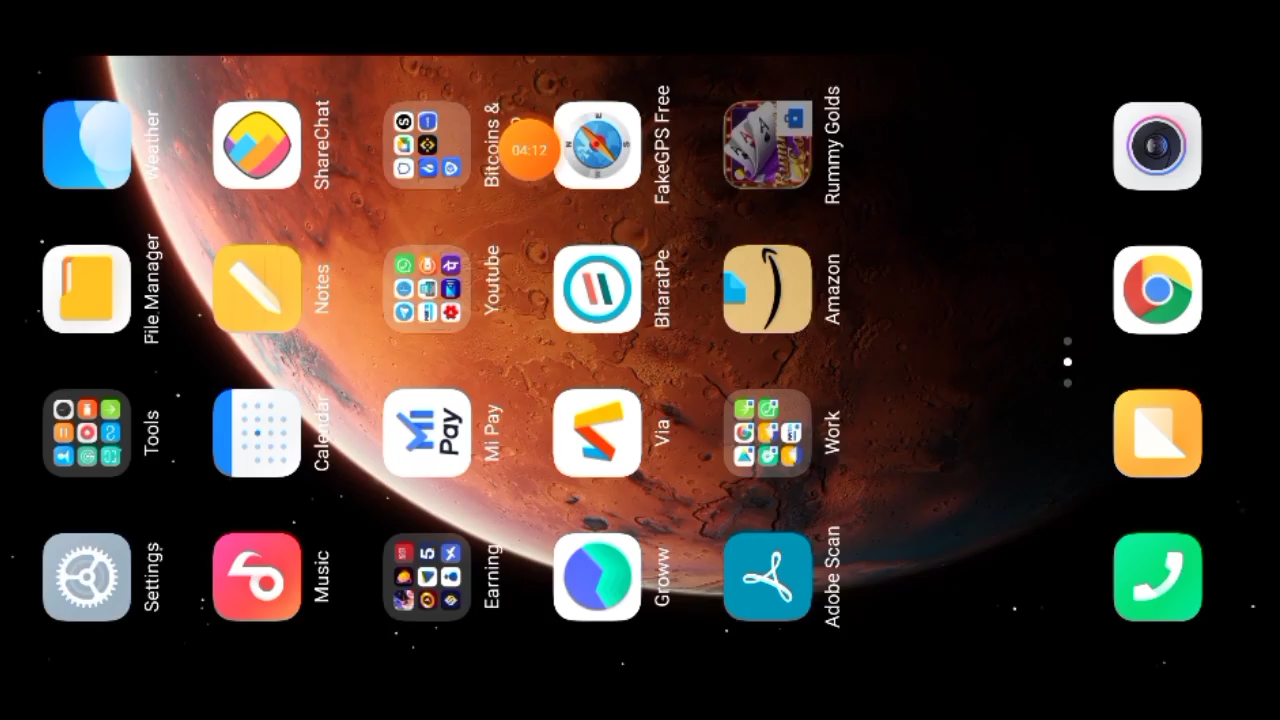 Settings
Tools
File Manager
Weather
Music
Calendar
Notes
ShareChat
Mi
Pay
Earning
Mi Pay
Youtube
Bitcoins &
04:12
N
E
S
Groww
Via
BharatPe
FakeGPS Free
Adobe Scan
Work
Amazon
Rummy Golds